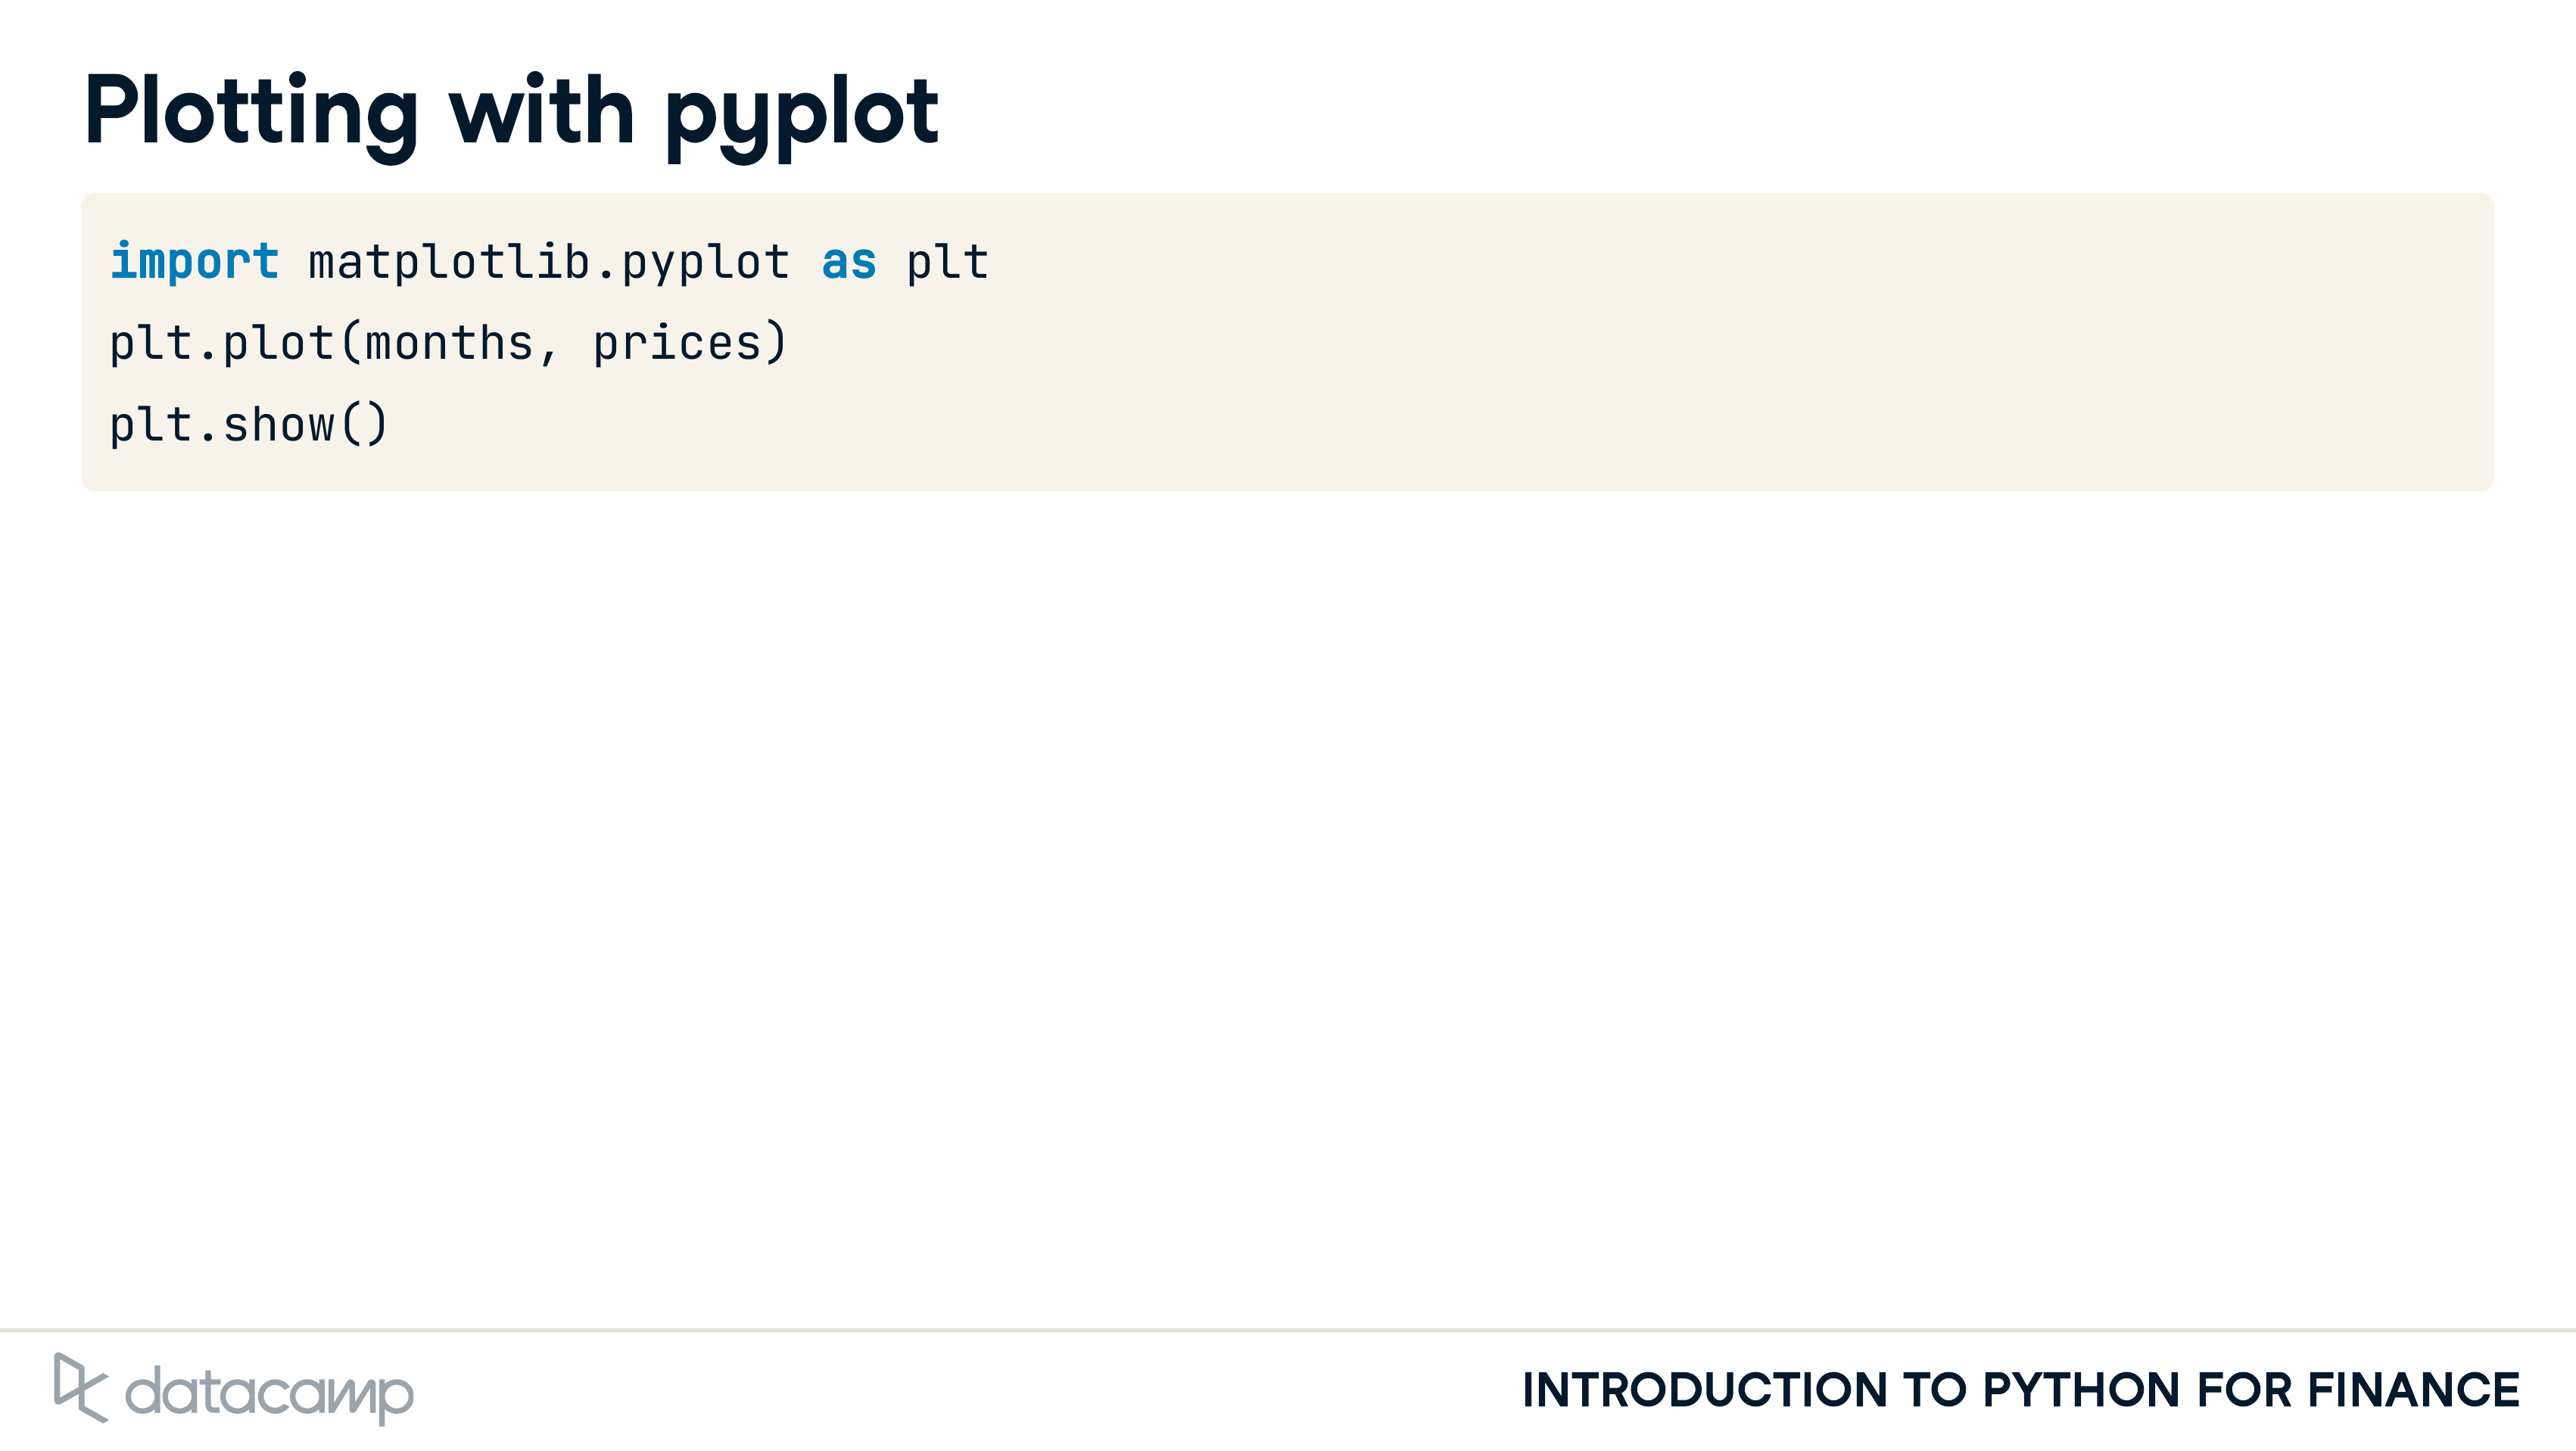 Plotting with pyplot
import matplotlib.pyplot as plt
plt.plot(months, prices)
plt.show()
datacamp
INTRODUCTION TO PYTHON FOR FINANCE